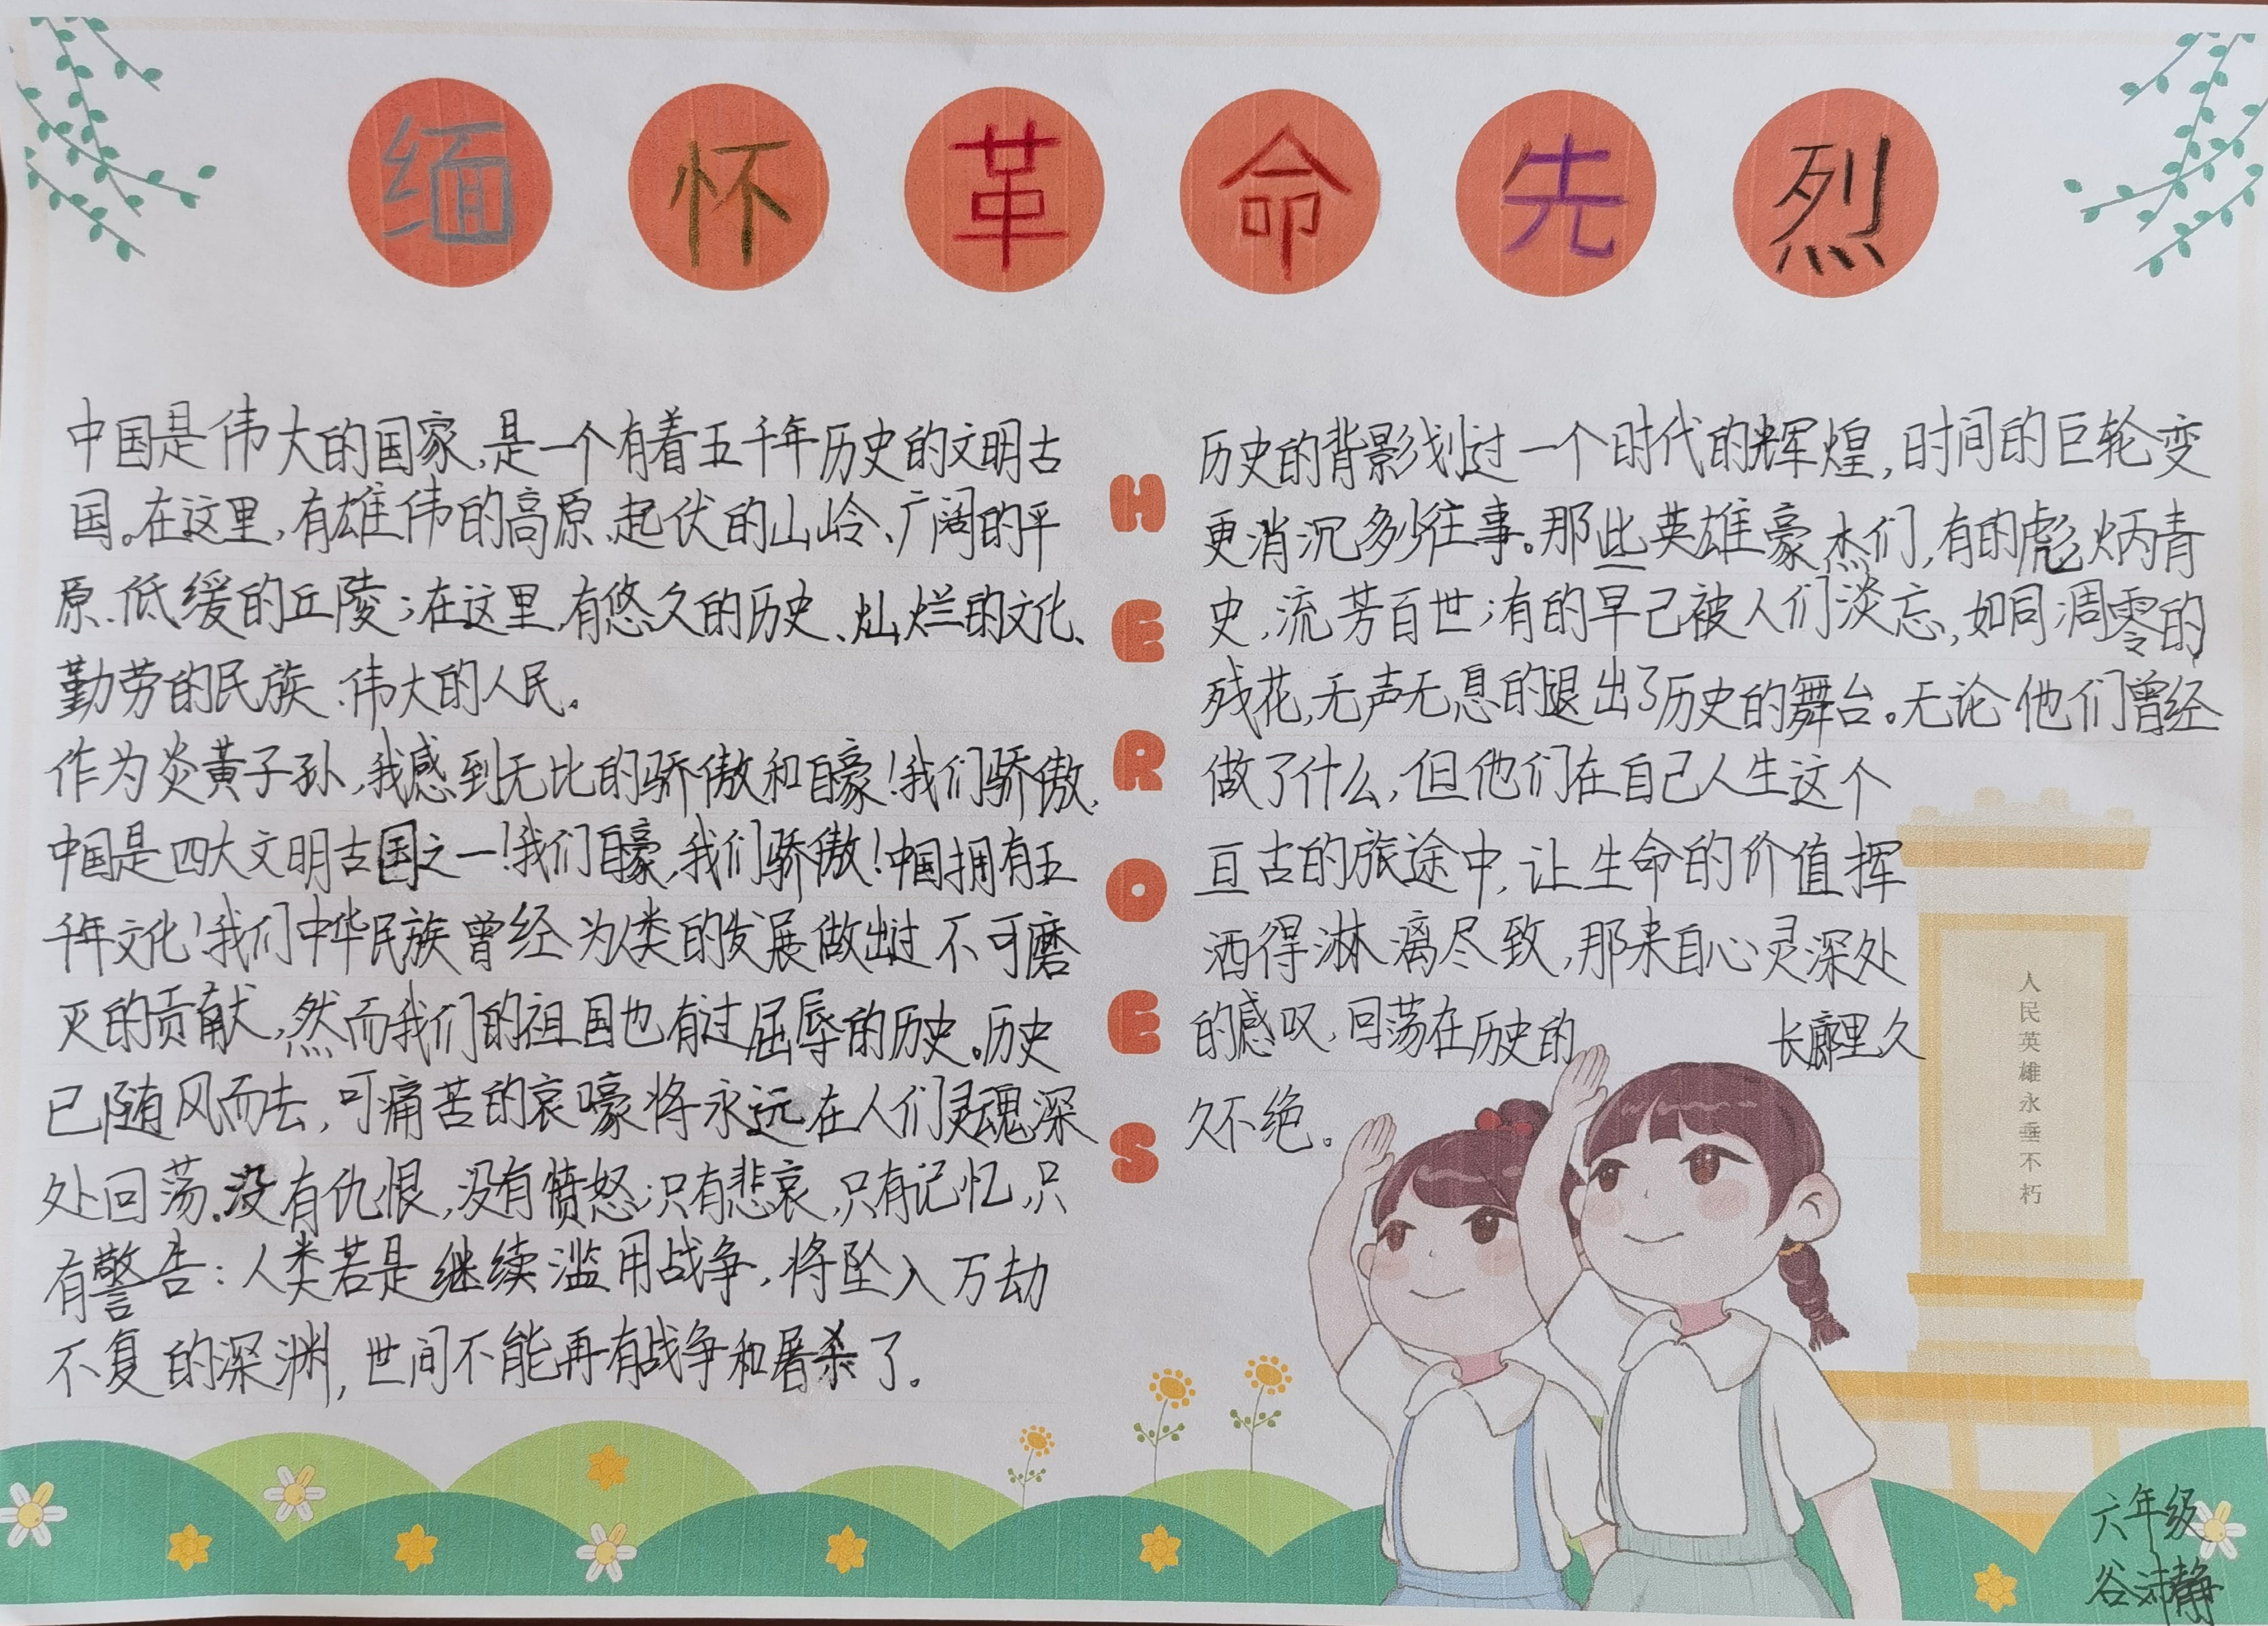 缅怀革命先烈
中国是伟大的国家,是一个有着五千年历史的文明古
国。在这里,有雄伟的高原、起伏的山岭、广阔的平
原、低缓的丘陵;在这里,有悠久的历史、灿烂的文化、
勤劳的民族、伟大的人民。
作为炎黄子孙,我感到无比的骄傲和自豪!我们骄傲,
中国是四大文明古国之一!我们自豪,我们骄傲!中国拥有五
千年文化!我们中华民族曾经为人类的发展做出过不可磨
灭的贡献,然而我们的祖国也有过屈辱的历史。历史
已随风而去,可痛苦的哀嚎将永远在人们灵魂深
处回荡。没有仇恨,没有愤怒;只有悲哀,只有记忆,只
有警告:人类若是继续滥用战争,将坠入万劫
不复的深渊,世间不能再有战争和屠杀了。
HEROES
历史的背影划过一个时代的辉煌,时间的巨轮变
更消沉多少往事。那些英雄豪杰们,有的彪炳青
史,流芳百世;有的早已被人们淡忘,如同凋零的
残花,无声无息的退出了历史的舞台。无论他们曾经
做了什么,但他们在自己人生这个
亘古的旅途中,让生命的价值挥
洒得淋漓尽致,那来自心灵深处
的感叹,回荡在历史的长廊里久
久不绝。
人民英雄永垂不朽
六年级
谷静